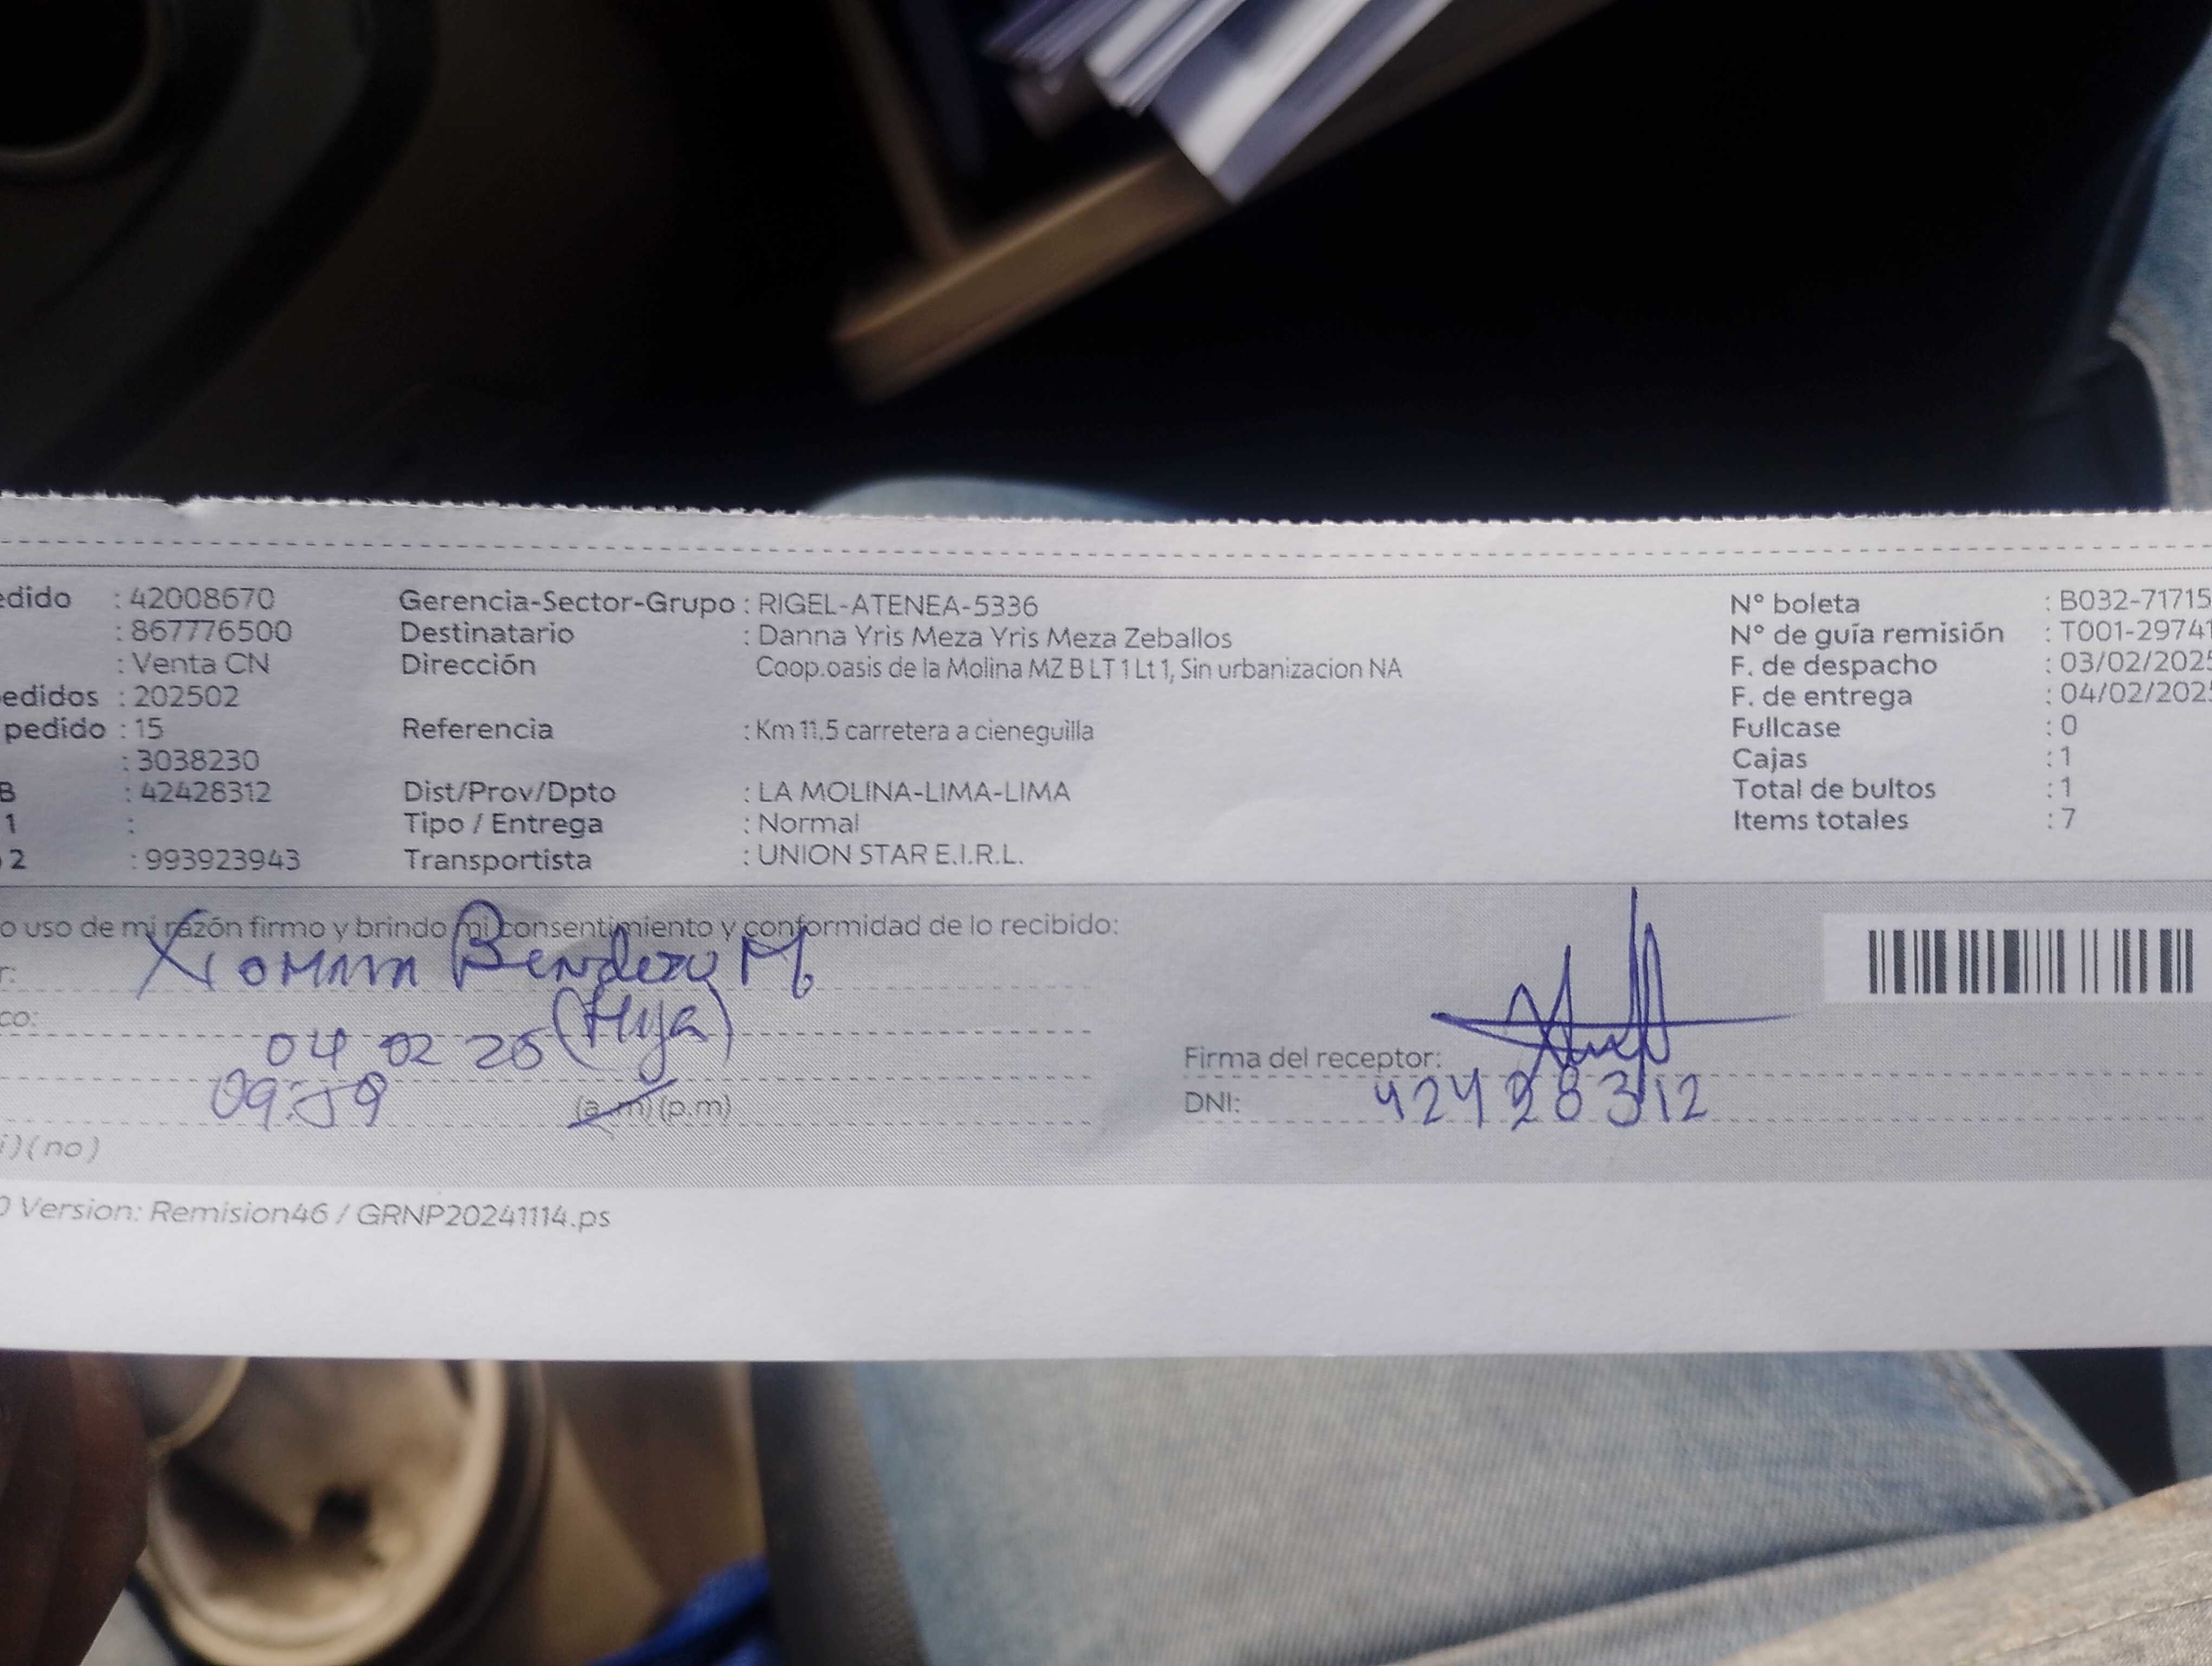 edido : 42008670
: 867776500
: Venta CN
edidos : 202502
pedido : 15
: 3038230
B : 42428312
1 :
2 : 993923943
Gerencia-Sector-Grupo : RIGEL-ATENEA-5336
Destinatario : Danna Yris Meza Yris Meza Zeballos
Dirección : Coop.oasis de la Molina MZ B LT 1 Lt 1, Sin urbanizacion NA
Referencia : Km 11.5 carretera a cieneguilla
Dist/Prov/Dpto : LA MOLINA-LIMA-LIMA
Tipo / Entrega : Normal
Transportista : UNION STAR E.I.R.L.
N° boleta : B032-71715
N° de guía remisión : T001-29741
F. de despacho : 03/02/2025
F. de entrega : 04/02/202
Fullcase : 0
Cajas : 1
Total de bultos : 1
Items totales : 7
o uso de mi razón firmo y brindo mi consentimiento y conformidad de lo recibido:
r: Xiomara Bendezu M
co: (Hija)
04 02 25
09:59 (a.m) (p.m)
i) (no)
Firma del receptor:
DNI: 42428312
0 Version: Remision46 / GRNP20241114.ps